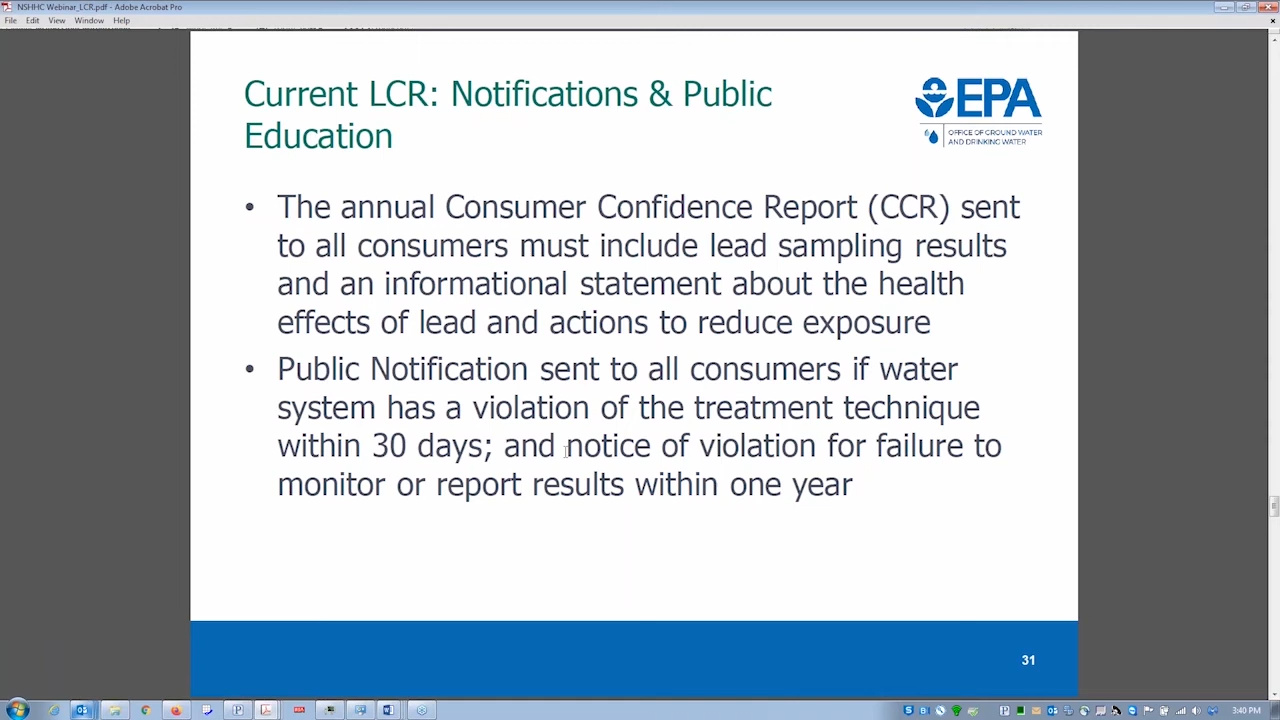 NSHHC Webinar_LCR.pdf - Adobe Acrobat Pro
File Edit View Window Help
Current LCR: Notifications & Public
Education
EPA
OFFICE OF GROUND WATER
AND DRINKING WATER
• The annual Consumer Confidence Report (CCR) sent
to all consumers must include lead sampling results
and an informational statement about the health
effects of lead and actions to reduce exposure
• Public Notification sent to all consumers if water
system has a violation of the treatment technique
within 30 days; and notice of violation for failure to
monitor or report results within one year
31
3:40 PM